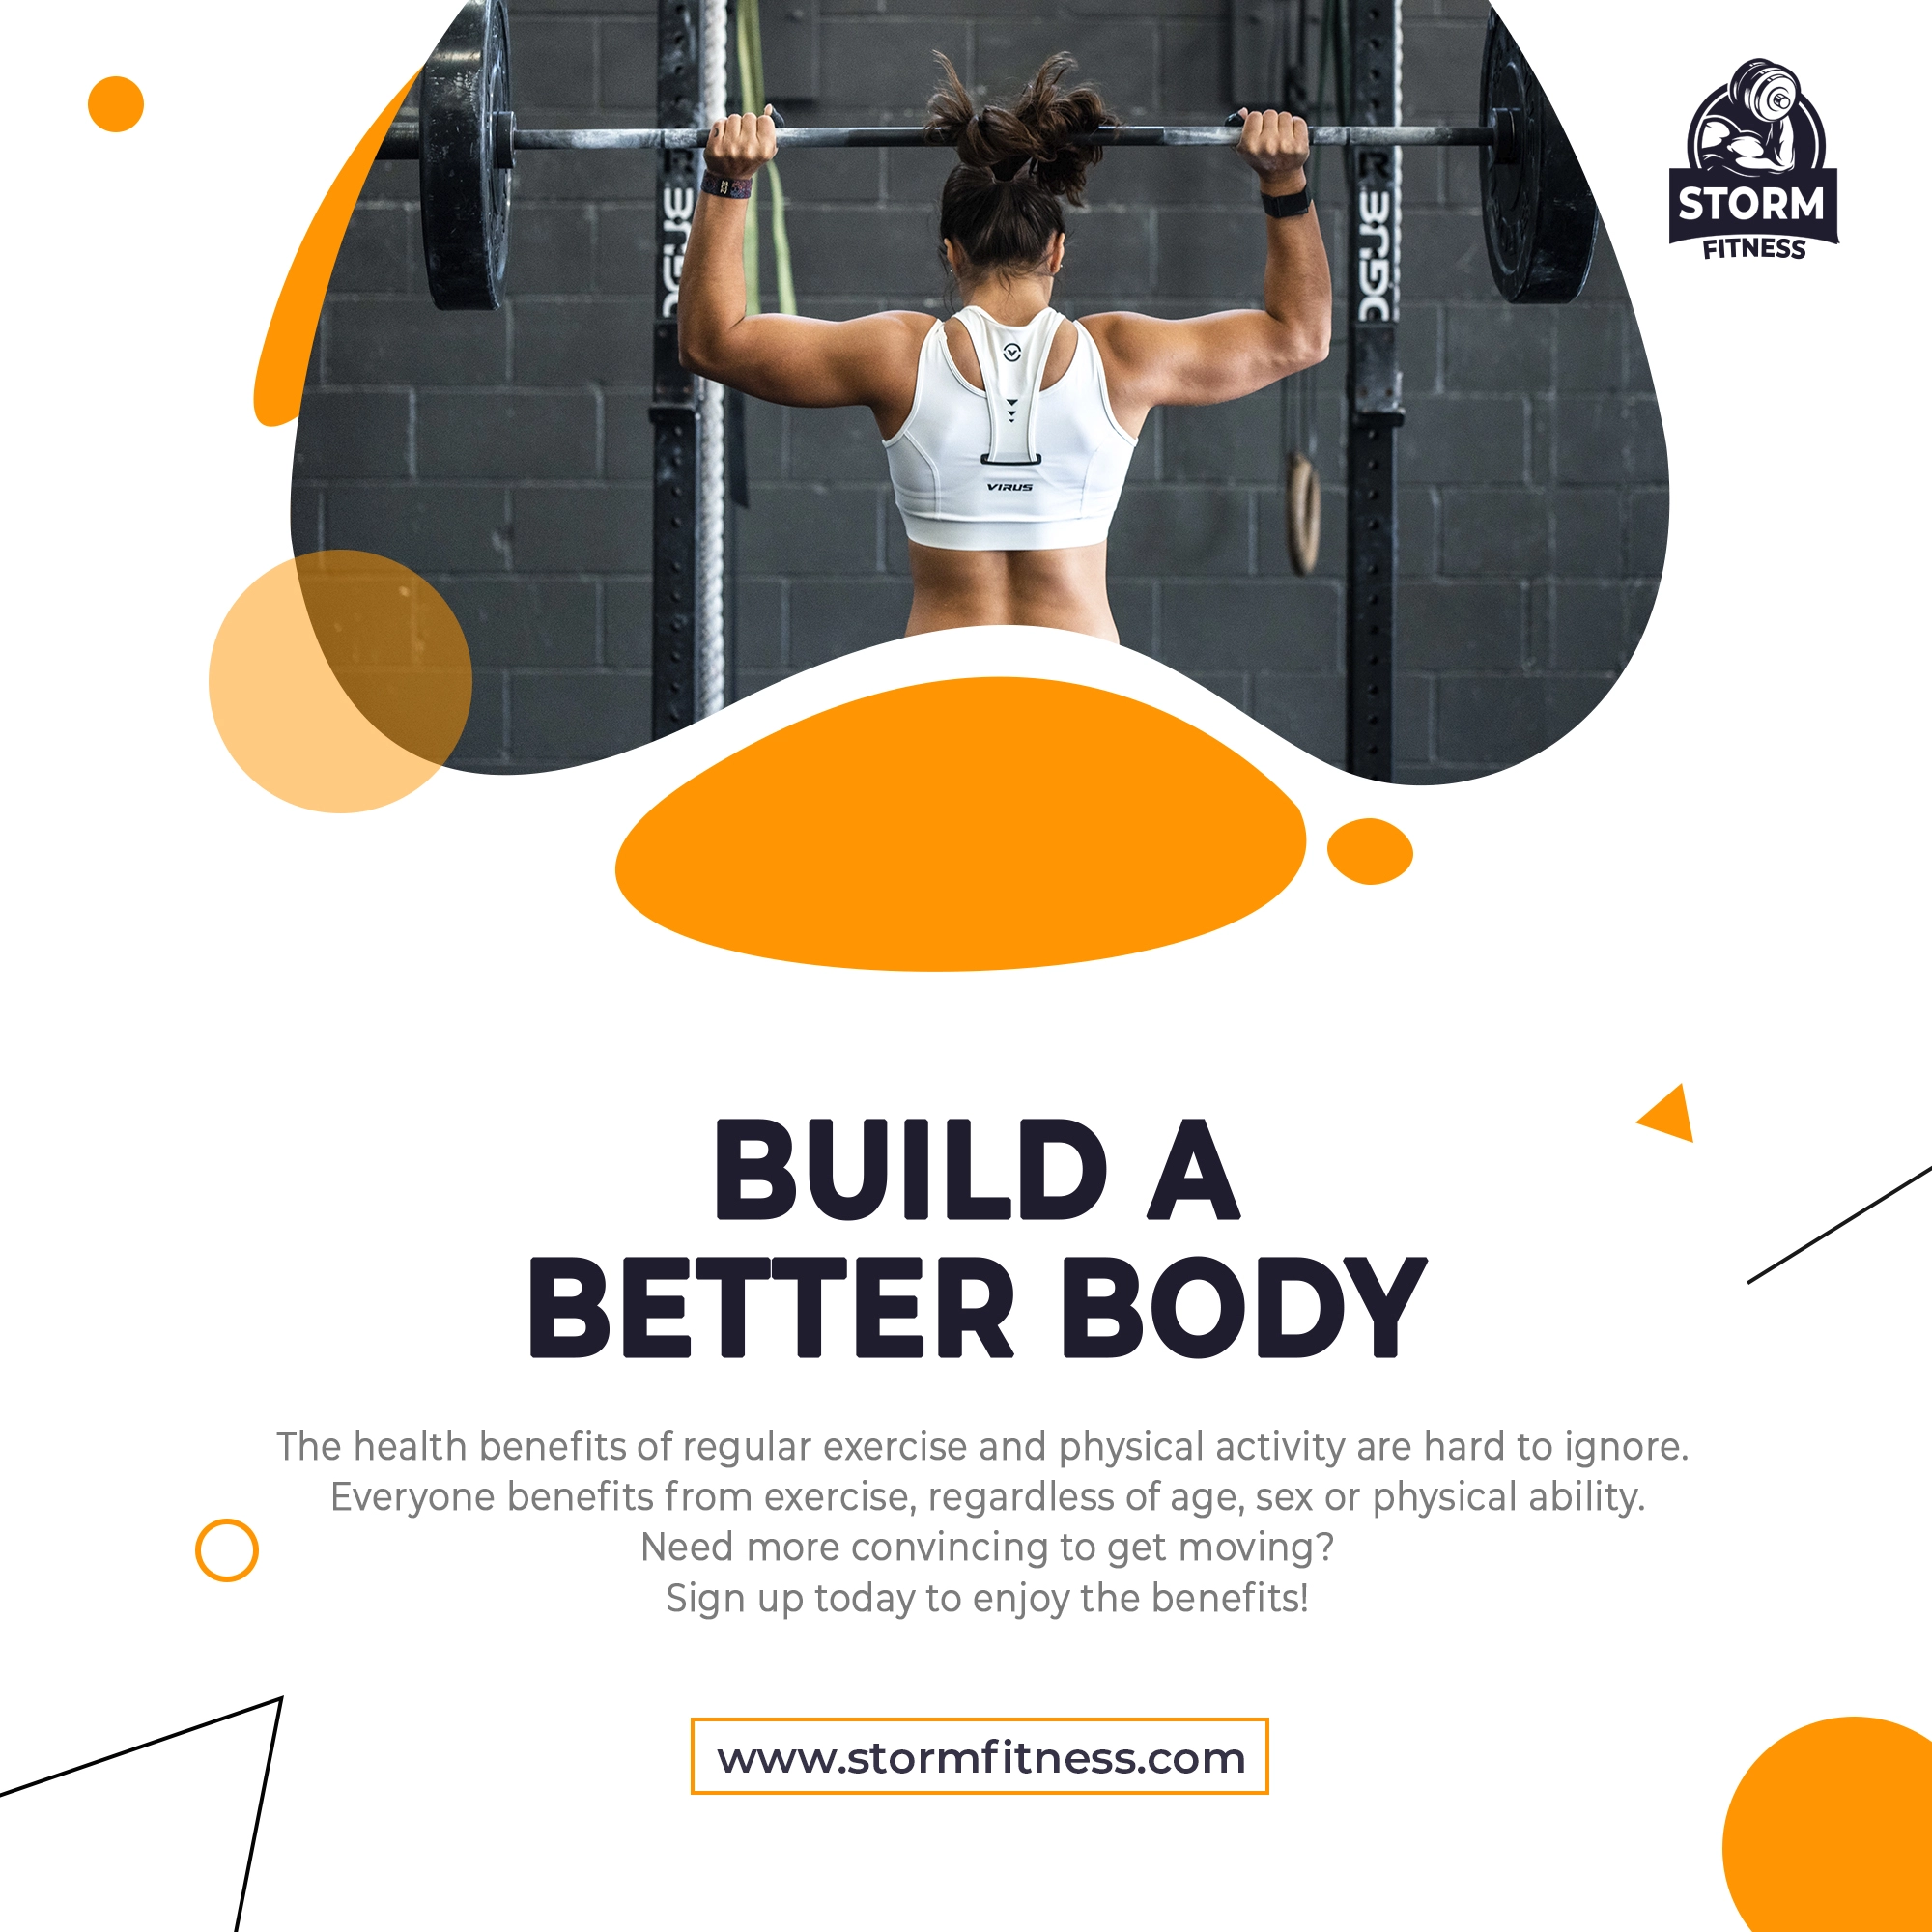 STORM
FITNESS
VIRUS
BUILD A
BETTER BODY
The health benefits of regular exercise and physical activity are hard to ignore.
Everyone benefits from exercise, regardless of age, sex or physical ability.
Need more convincing to get moving?
Sign up today to enjoy the benefits!
www.stormfitness.com